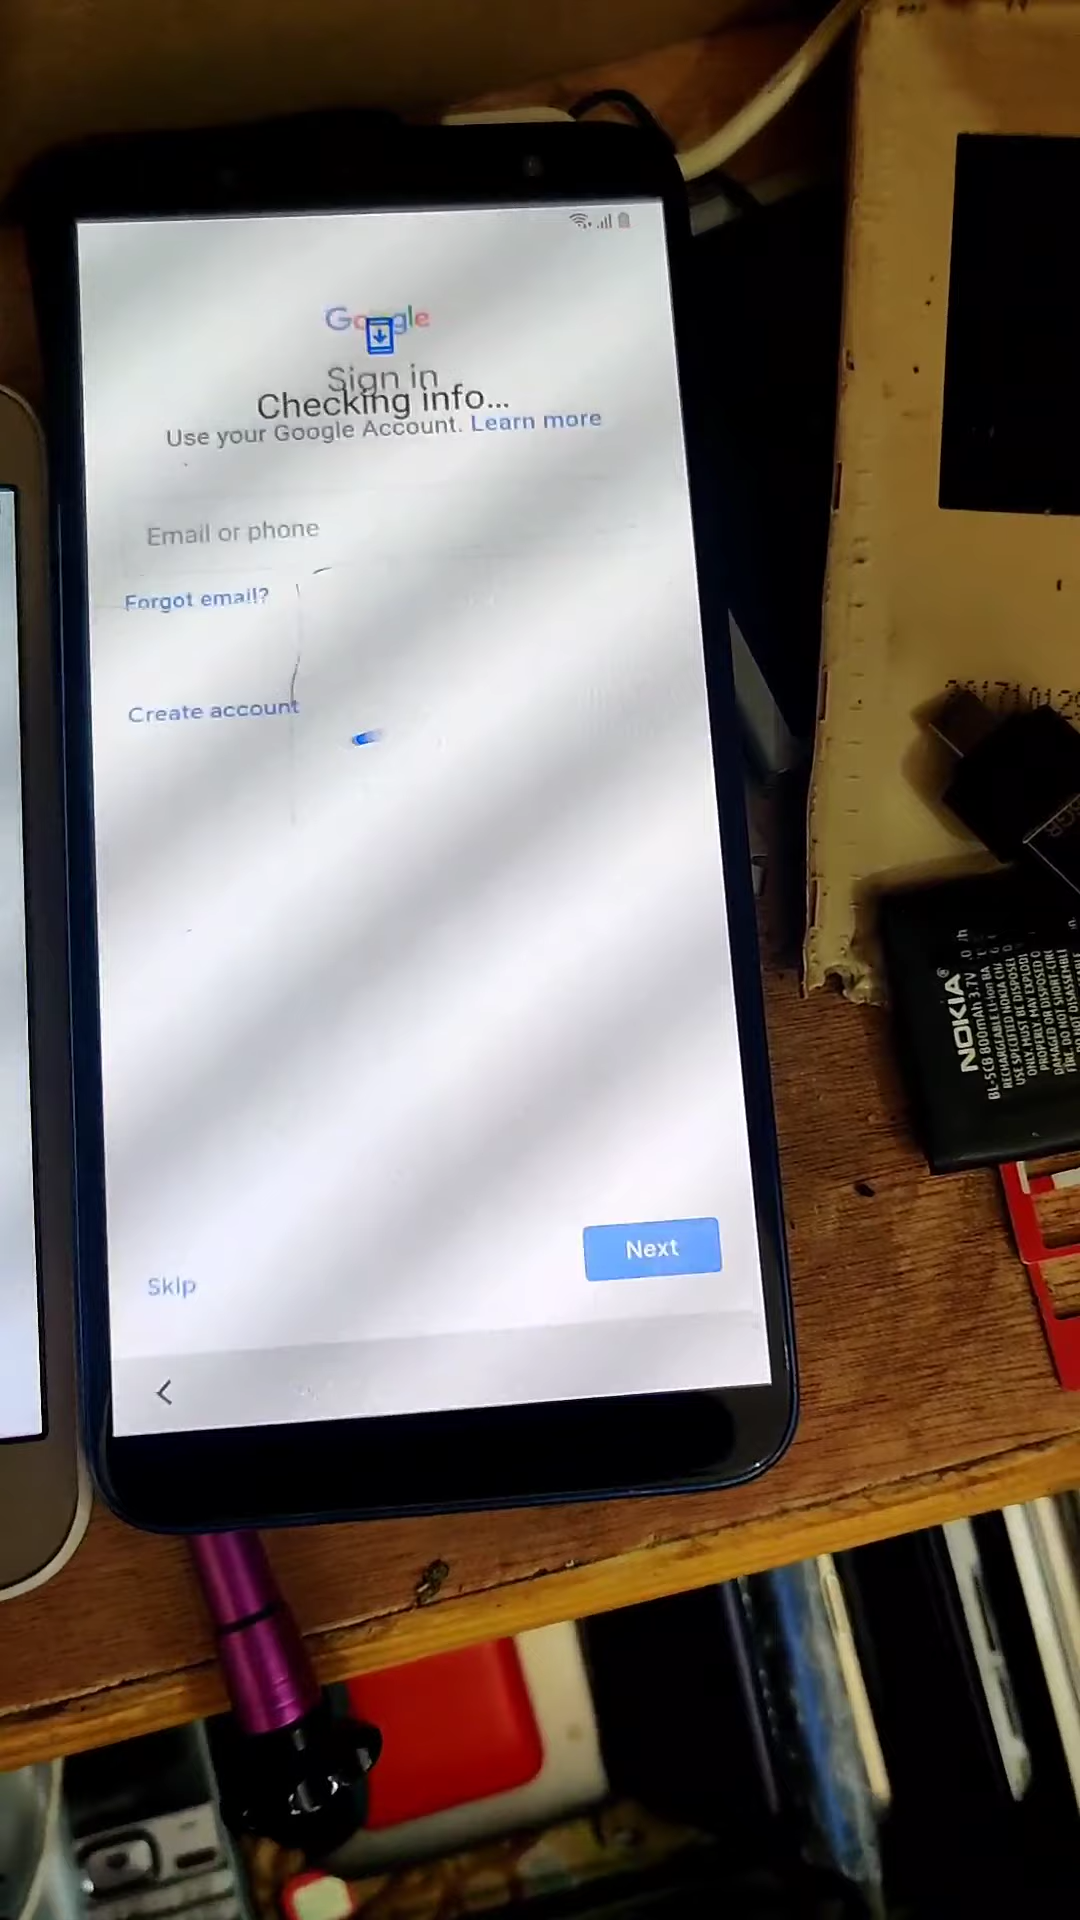 Google
Sign in
Checking info...
Use your Google Account. Learn more
Email or phone
Forgot email?
Create account
Next
Skip
NOKIA
BL-5CB 800mAh 3.7V